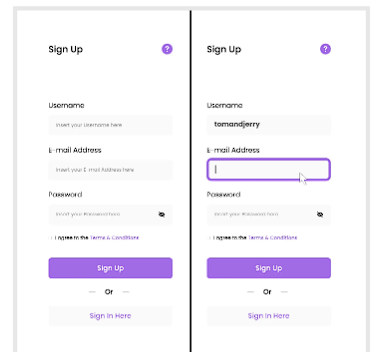 Sign Up
?
Username
Insert your Username here
E-mail Address
Insert your E-mail Address here
Password
Insert your Password here
I agree to the Terms & Conditions
Sign Up
Or
Sign In Here
Sign Up
?
Username
tomandjerry
E-mail Address
Password
Insert your Password here
I agree to the Terms & Conditions
Sign Up
Or
Sign In Here